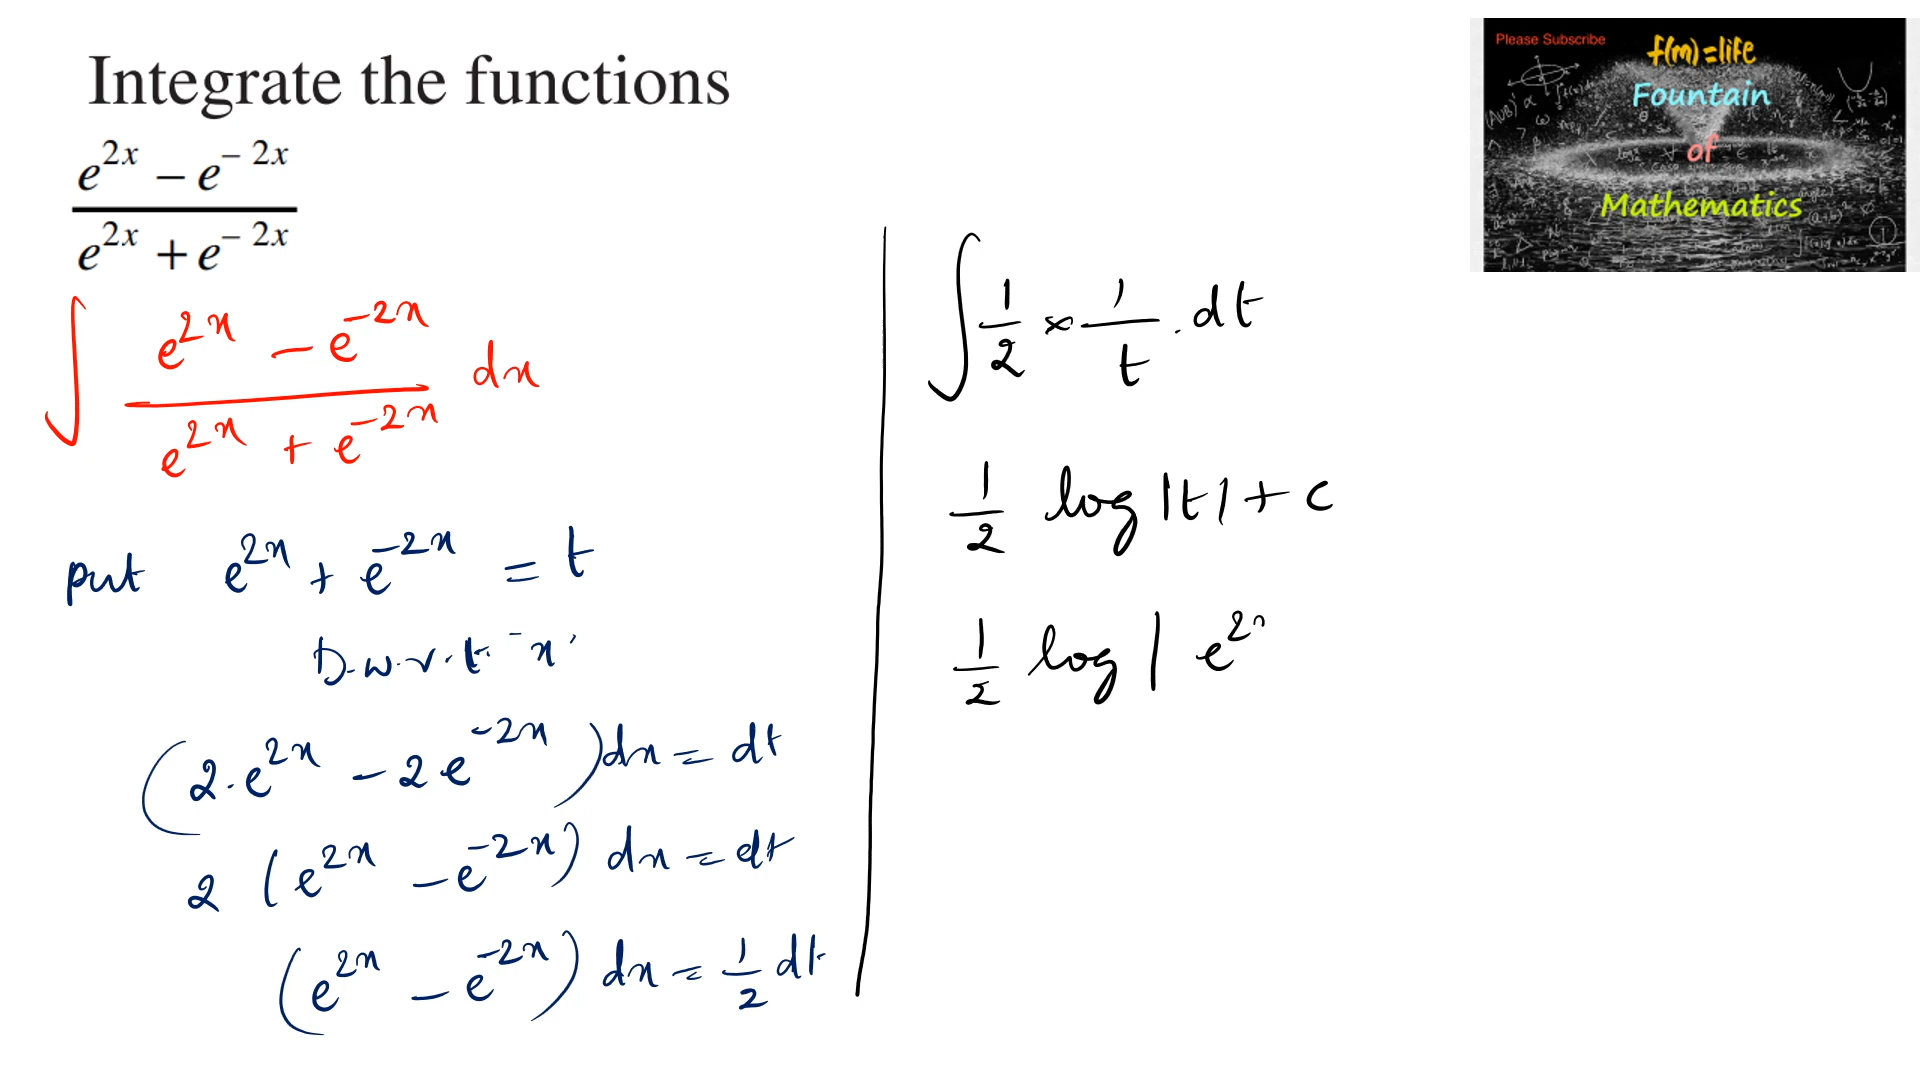 Integrate the functions
e^{2x} − e^{− 2x}
e^{2x} + e^{− 2x}
∫ (e^{2x} − e^{−2x}) / (e^{2x} + e^{−2x}) dx
put e^{2x} + e^{−2x} = t
D.w.r.t. 'x'
(2.e^{2x} − 2e^{−2x})dx = dt
2 (e^{2x} − e^{−2x}) dx = dt
(e^{2x} − e^{−2x}) dx = 1/2 dt
∫ 1/2 × 1/t . dt
1/2 log |t| + c
1/2 log | e^{2
Please Subscribe
f(m)=life
Fountain
of
Mathematics